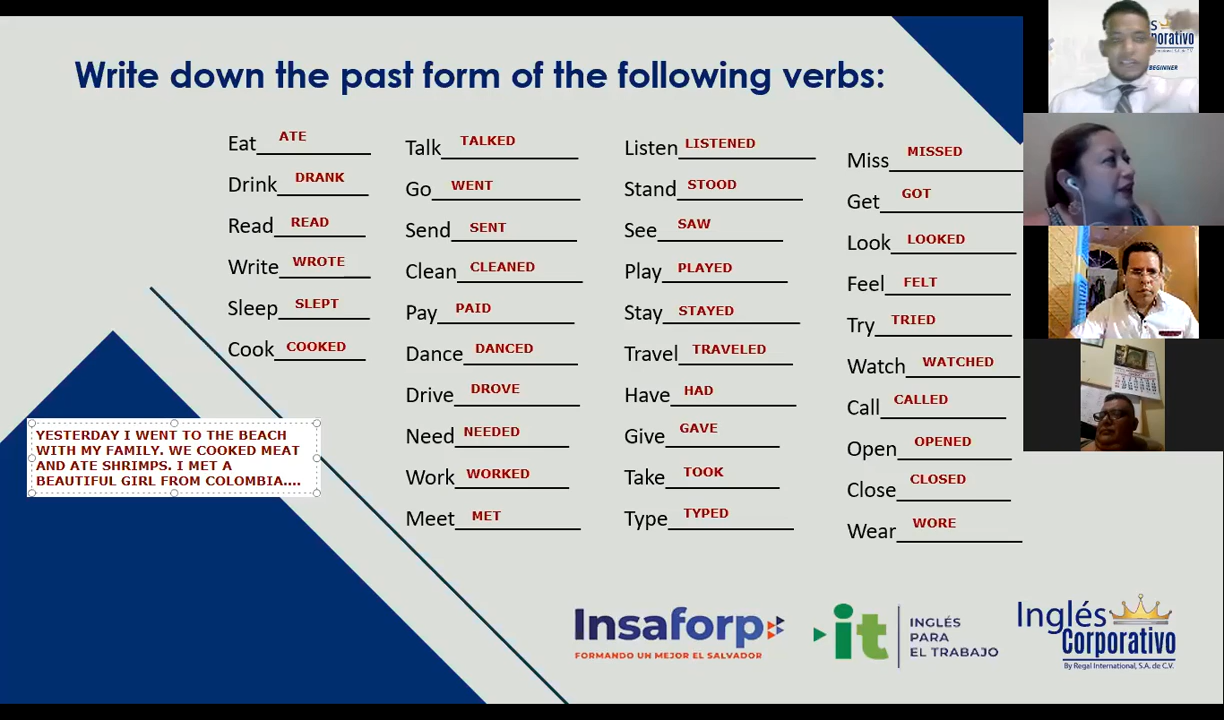 Write down the past form of the following verbs:
Eat ATE
Drink DRANK
Read READ
Write WROTE
Sleep SLEPT
Cook COOKED
Talk TALKED
Go WENT
Send SENT
Clean CLEANED
Pay PAID
Dance DANCED
Drive DROVE
Need NEEDED
Work WORKED
Meet MET
Listen LISTENED
Stand STOOD
See SAW
Play PLAYED
Stay STAYED
Travel TRAVELED
Have HAD
Give GAVE
Take TOOK
Type TYPED
Miss MISSED
Get GOT
Look LOOKED
Feel FELT
Try TRIED
Watch WATCHED
Call CALLED
Open OPENED
Close CLOSED
Wear WORE
YESTERDAY I WENT TO THE BEACH
WITH MY FAMILY. WE COOKED MEAT
AND ATE SHRIMPS. I MET A
BEAUTIFUL GIRL FROM COLOMBIA....
Insaforp
FORMANDO UN MEJOR EL SALVADOR
it
INGLÉS
PARA
EL TRABAJO
Inglés
Corporativo
By Regal International, S.A. de C.V.
BEGINNER